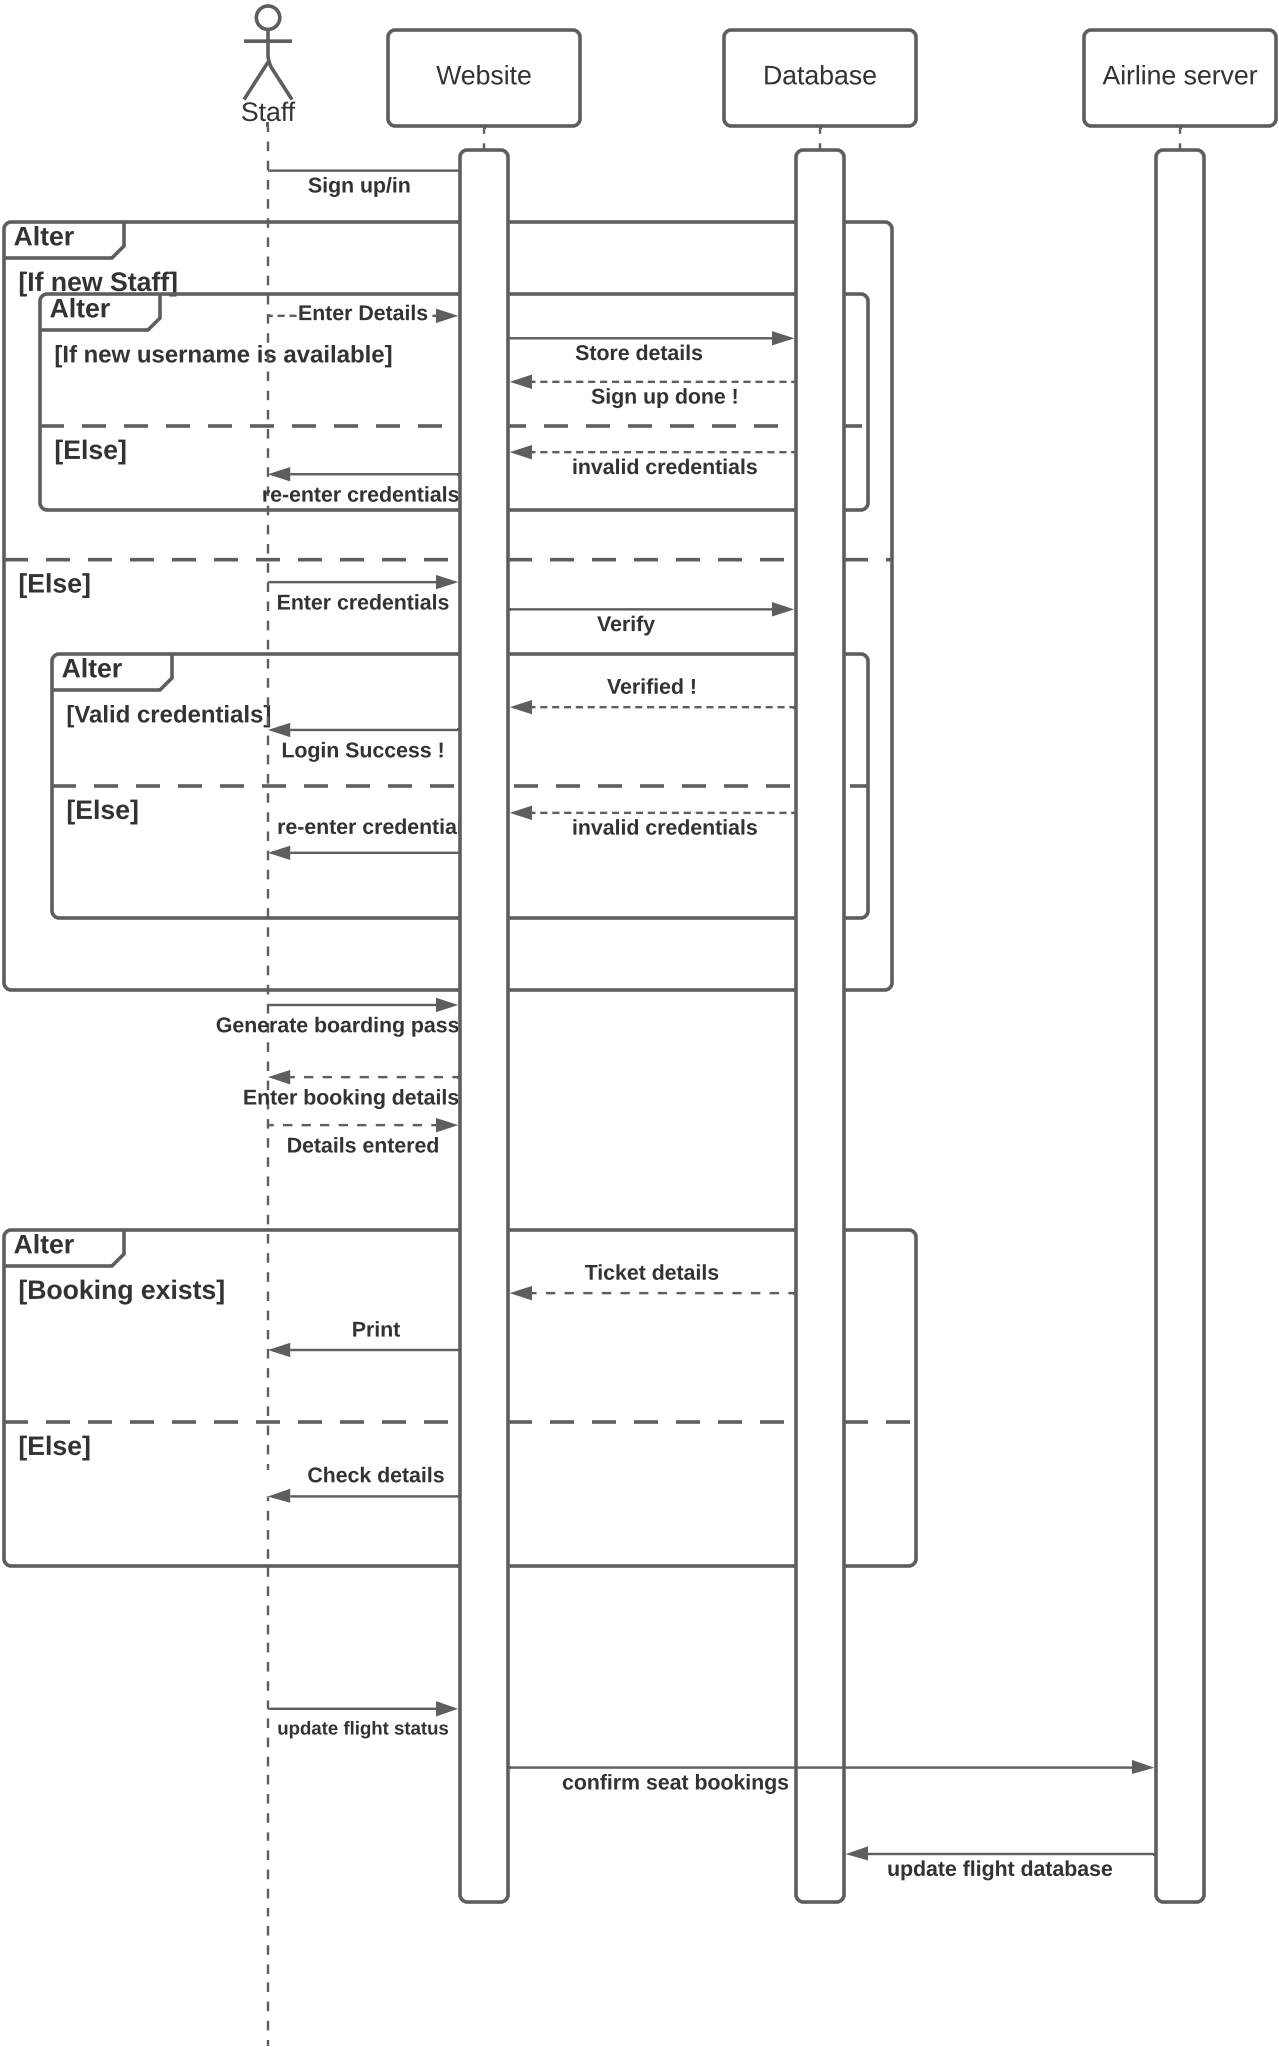 Staff
Website
Database
Airline server
Sign up/in
Alter
[If new Staff]
Alter
Enter Details
[If new username is available]
Store details
Sign up done !
[Else]
invalid credentials
re-enter credentials
[Else]
Enter credentials
Verify
Alter
Verified !
[Valid credentials]
Login Success !
[Else]
re-enter credentia
invalid credentials
Generate boarding pass
Enter booking details
Details entered
Alter
Ticket details
[Booking exists]
Print
[Else]
Check details
update flight status
confirm seat bookings
update flight database